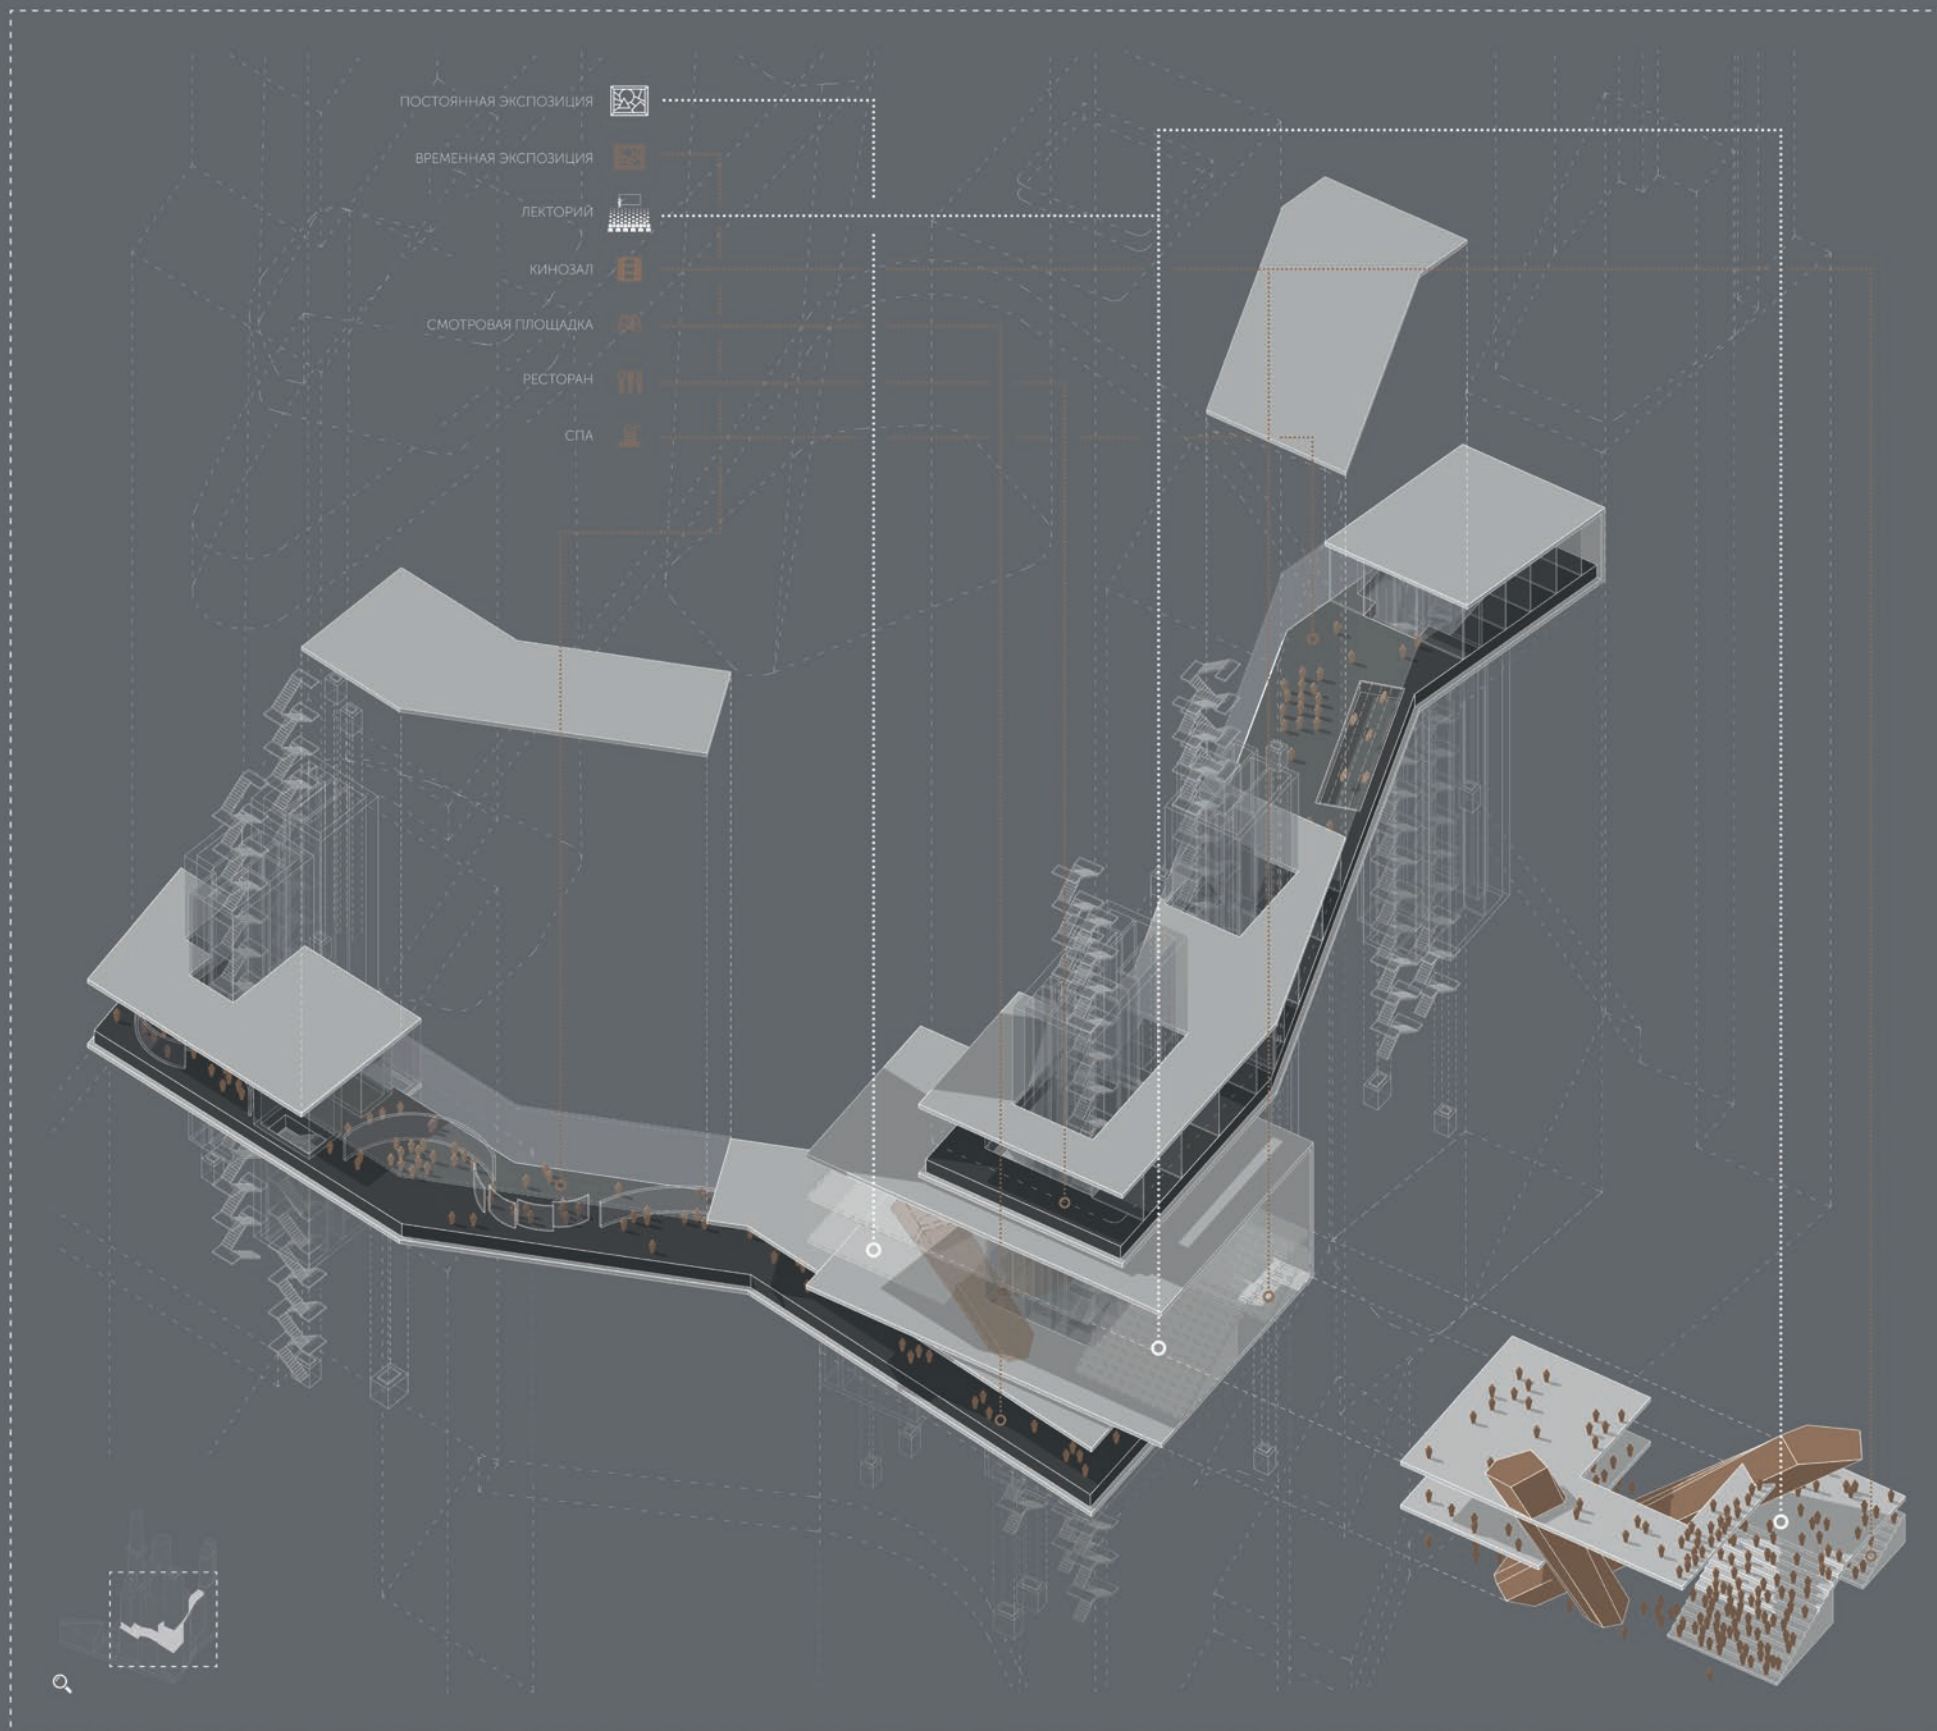 ПОСТОЯННАЯ ЭКСПОЗИЦИЯ
ВРЕМЕННАЯ ЭКСПОЗИЦИЯ
ЛЕКТОРИЙ
КИНОЗАЛ
СМОТРОВАЯ ПЛОЩАДКА
РЕСТОРАН
СПА